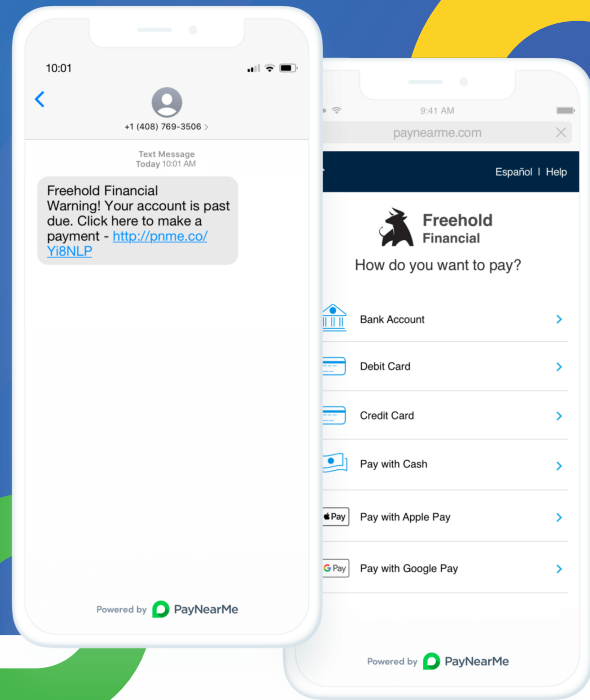 10:01
+1 (408) 769-3506 >
Text Message
Today 10:01 AM
Freehold Financial
Warning! Your account is past
due. Click here to make a
payment - http://pnme.co/
Yi8NLP
Powered by PayNearMe
9:41 AM
paynearme.com
Español | Help
Freehold
Financial
How do you want to pay?
Bank Account
Debit Card
Credit Card
Pay with Cash
Pay
Pay with Apple Pay
G Pay
Pay with Google Pay
Powered by PayNearMe